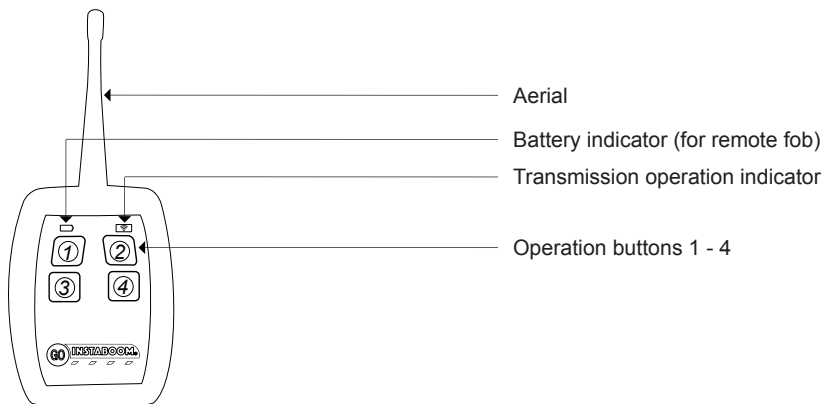 Aerial
Battery indicator (for remote fob)
Transmission operation indicator
1 2
Operation buttons 1 - 4
3 4
GO INSTABOOM